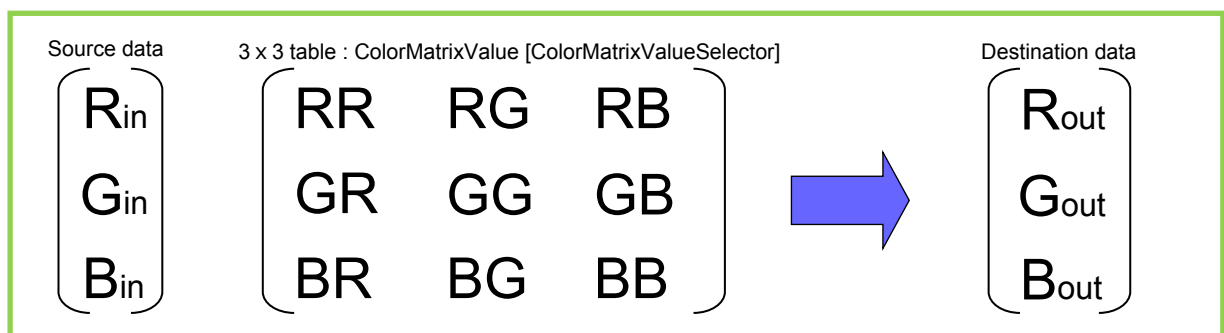 Source data 3 x 3 table : ColorMatrixValue [ColorMatrixValueSelector] Destination data
Rin RR RG RB Rout
Gin GR GG GB Gout
Bin BR BG BB Bout